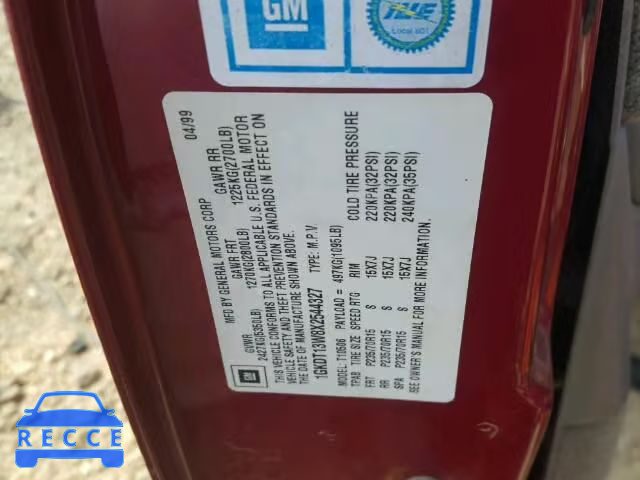 GM
IUE
Local 801
MFD BY GENERAL MOTORS CORP 04/99
GVWR GAWR FRT GAWR RR
2427KG(5350LB) 1270KG(2800LB) 1225KG(2700LB)
THIS VEHICLE CONFORMS TO ALL APPLICABLE U.S. FEDERAL MOTOR
VEHICLE SAFETY AND THEFT PREVENTION STANDARDS IN EFFECT ON
THE DATE OF MANUFACTURE SHOWN ABOVE.
1GKDT13W8X2544327 TYPE: M.P.V.
GM
MODEL: T10506 PAYLOAD = 497KG(1095LB)
TPAB TIRE SIZE SPEED RTG RIM COLD TIRE PRESSURE
FRT P235/70R15 S 15X7J 220KPA(32PSI)
RR P235/70R15 S 15X7J 220KPA(32PSI)
SPA P235/70R15 S 15X7J 240KPA(35PSI)
SEE OWNER'S MANUAL FOR MORE INFORMATION.
RECCE